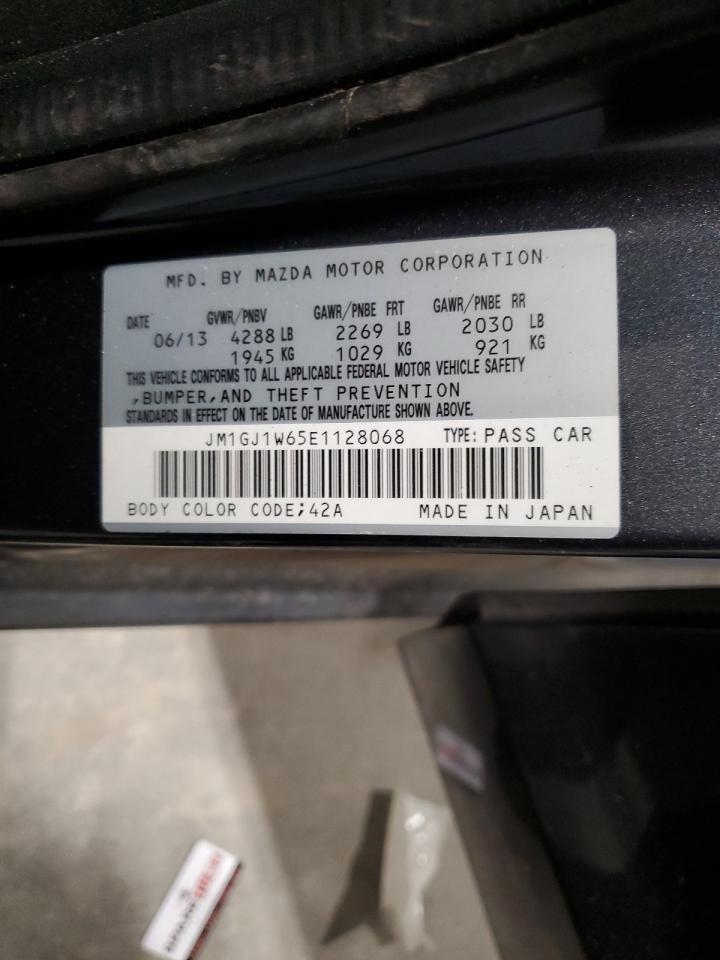 MFD. BY MAZDA MOTOR CORPORATION
DATE GVWR/PNBV GAWR/PNBE FRT GAWR/PNBE RR
06/13 4288 LB 2269 LB 2030 LB
1945 KG 1029 KG 921 KG
THIS VEHICLE CONFORMS TO ALL APPLICABLE FEDERAL MOTOR VEHICLE SAFETY
,BUMPER,AND THEFT PREVENTION
STANDARDS IN EFFECT ON THE DATE OF MANUFACTURE SHOWN ABOVE.
JM1GJ1W65E1128068 TYPE: PASS CAR
BODY COLOR CODE;42A MADE IN JAPAN